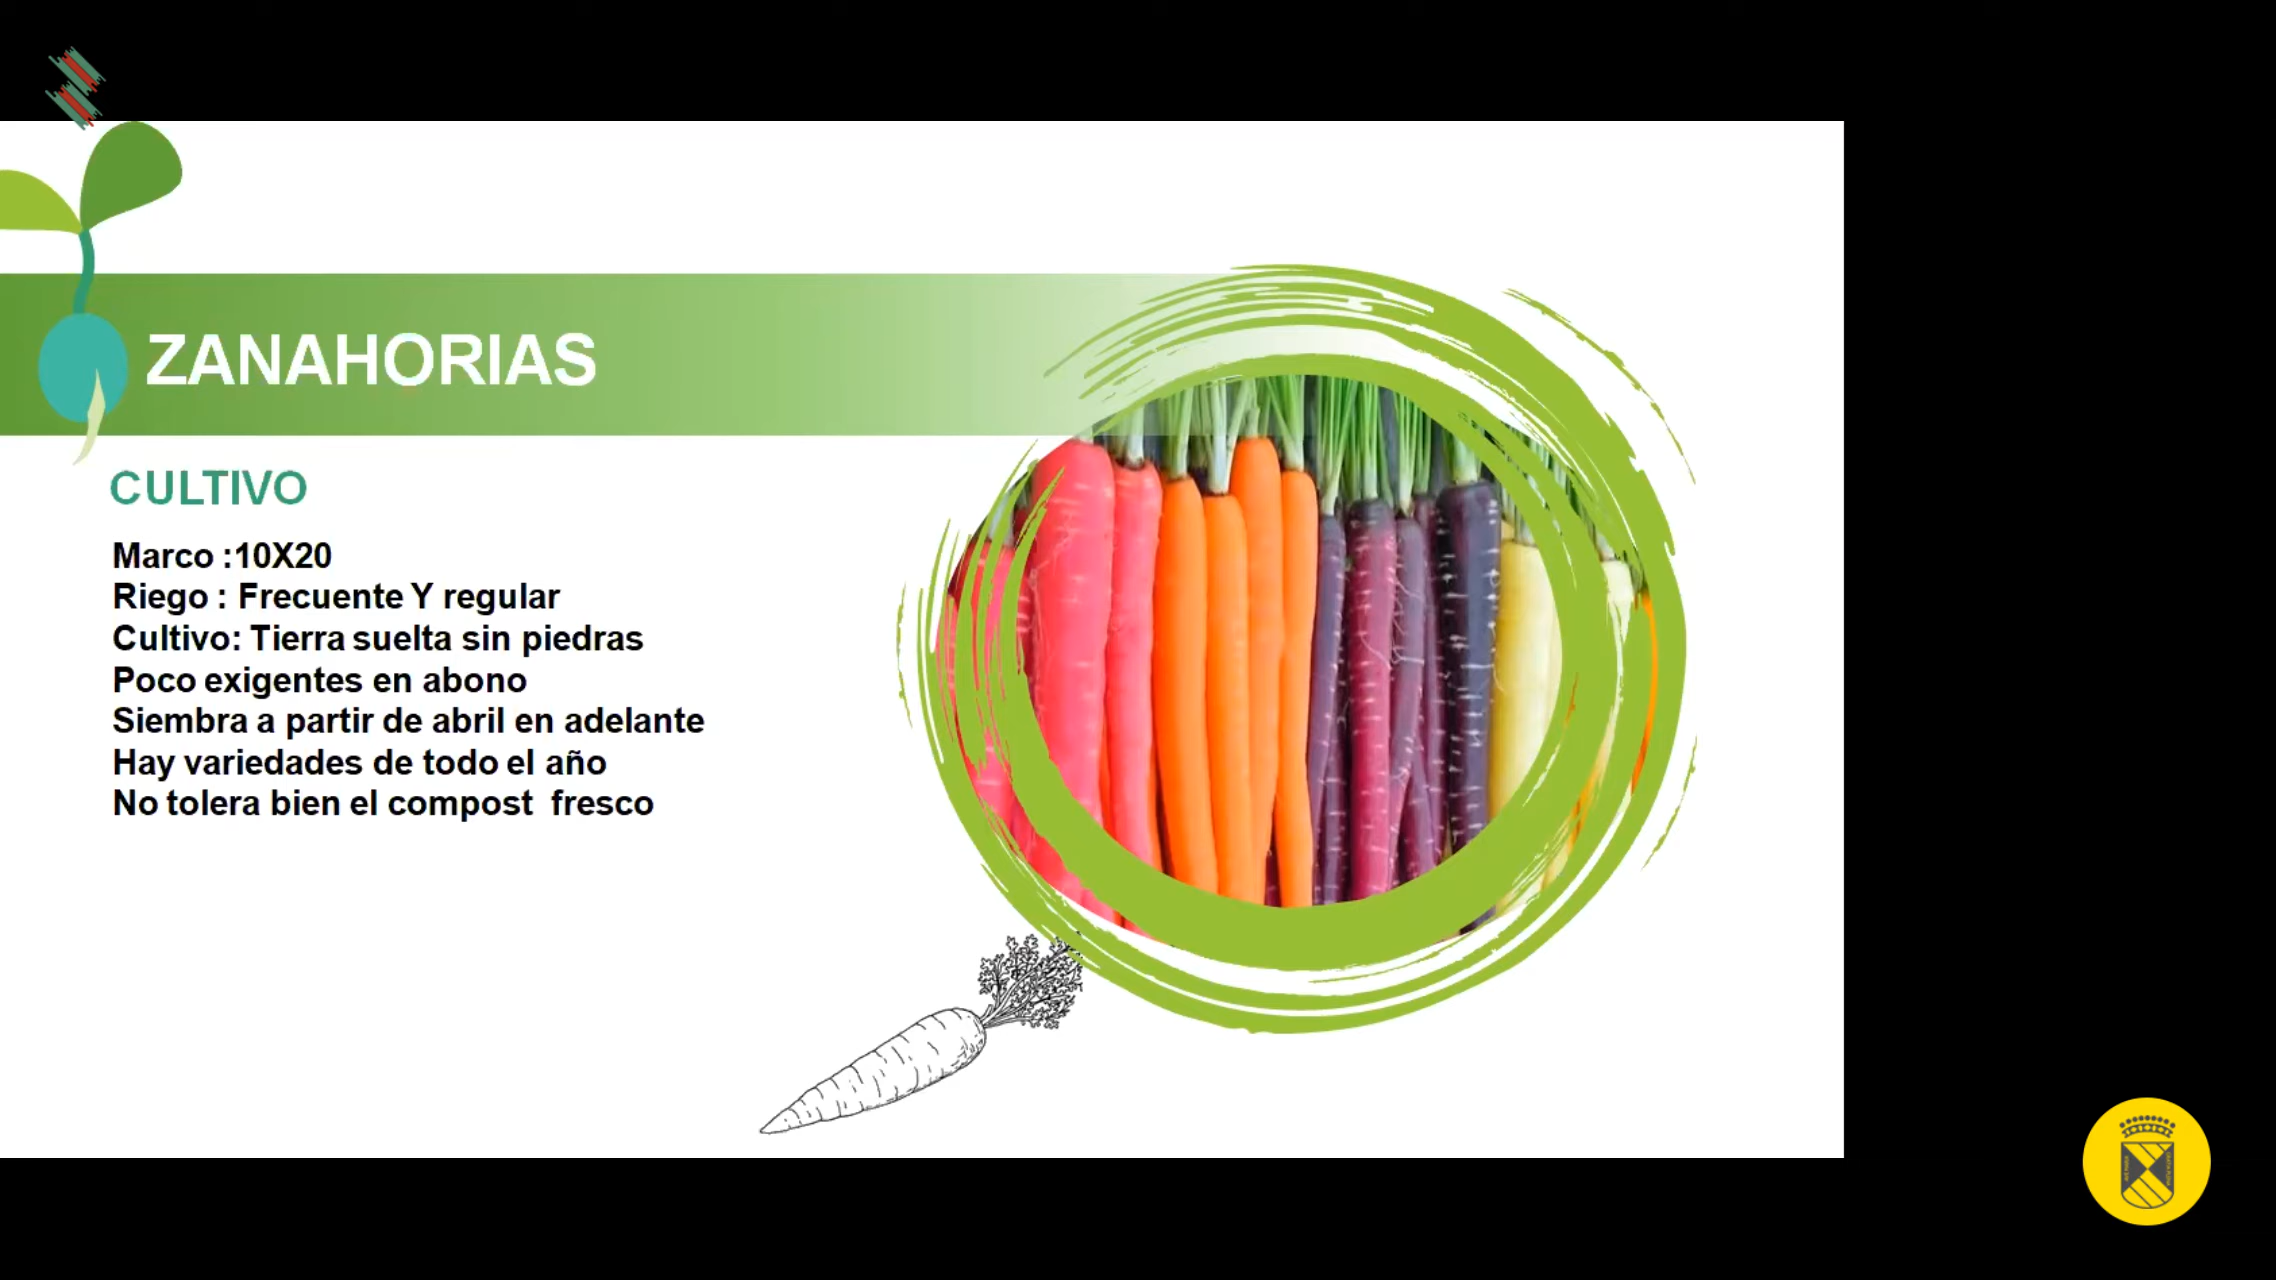 ZANAHORIAS
CULTIVO
Marco :10X20
Riego : Frecuente Y regular
Cultivo: Tierra suelta sin piedras
Poco exigentes en abono
Siembra a partir de abril en adelante
Hay variedades de todo el año
No tolera bien el compost  fresco